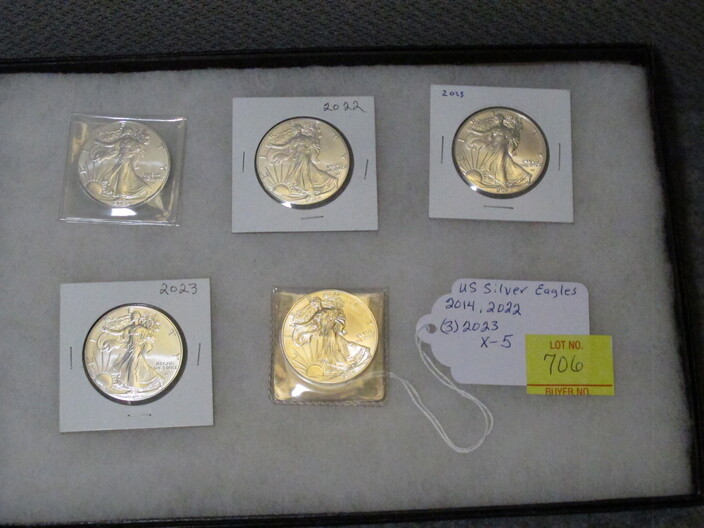 2022
2023
2023
US Silver Eagles
2014, 2022
(3) 2023
X-5
LOT NO.
706
BUYER NO.